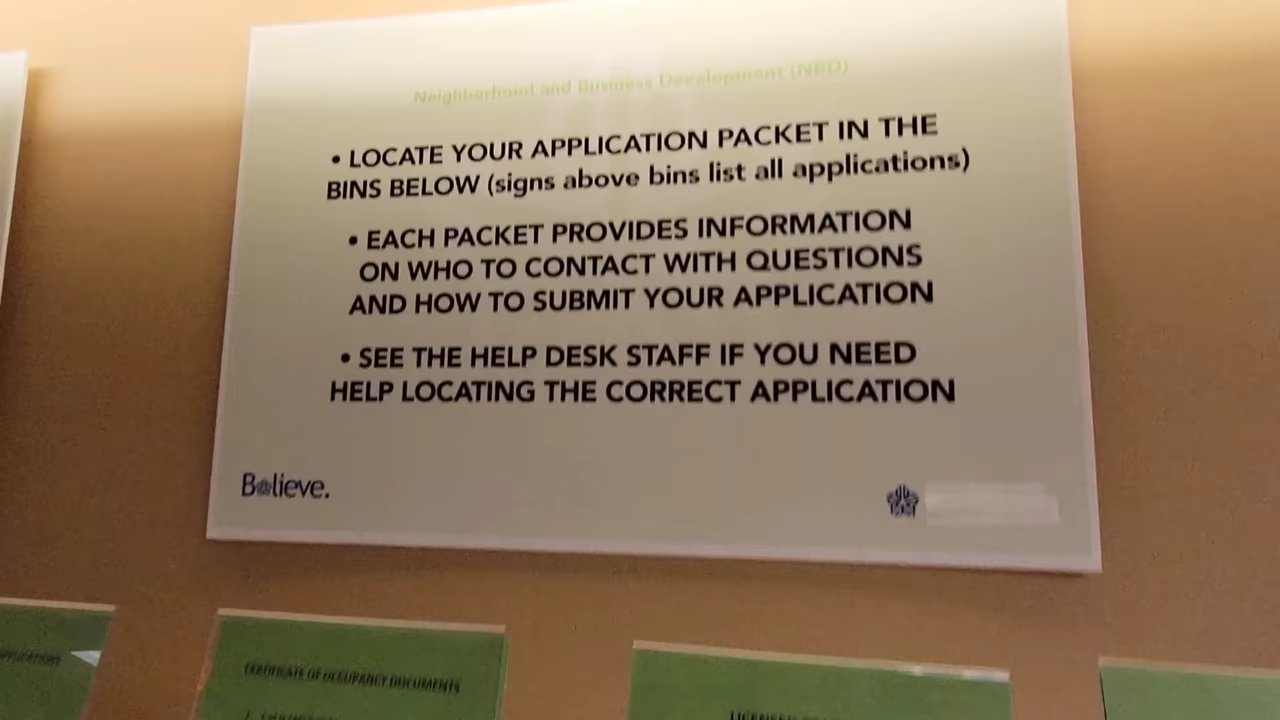 Neighborhood and Business Development (NBD)
• LOCATE YOUR APPLICATION PACKET IN THE
BINS BELOW (signs above bins list all applications)
• EACH PACKET PROVIDES INFORMATION
ON WHO TO CONTACT WITH QUESTIONS
AND HOW TO SUBMIT YOUR APPLICATION
• SEE THE HELP DESK STAFF IF YOU NEED
HELP LOCATING THE CORRECT APPLICATION
Believe.
APPLICATIONS
CERTIFICATE OF OCCUPANCY DOCUMENTS